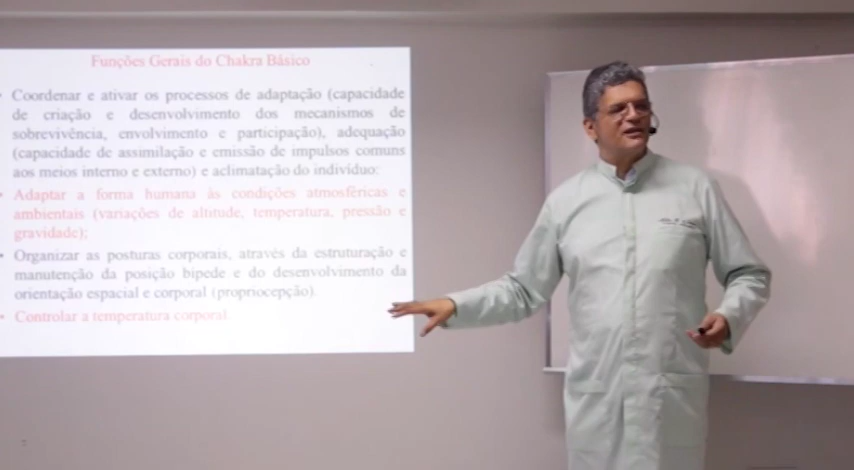 Funções Gerais do Chakra Básico
• Coordenar e ativar os processos de adaptação (capacidade
de criação e desenvolvimento dos mecanismos de
sobrevivência, envolvimento e participação), adequação
(capacidade de assimilação e emissão de impulsos comuns
aos meios interno e externo) e aclimatação do indivíduo:
• Adaptar a forma humana às condições atmosféricas e
ambientais (variações de altitude, temperatura, pressão e
gravidade);
• Organizar as posturas corporais, através da estruturação e
manutenção da posição bípede e do desenvolvimento da
orientação espacial e corporal (propriocepção).
• Controlar a temperatura corporal.